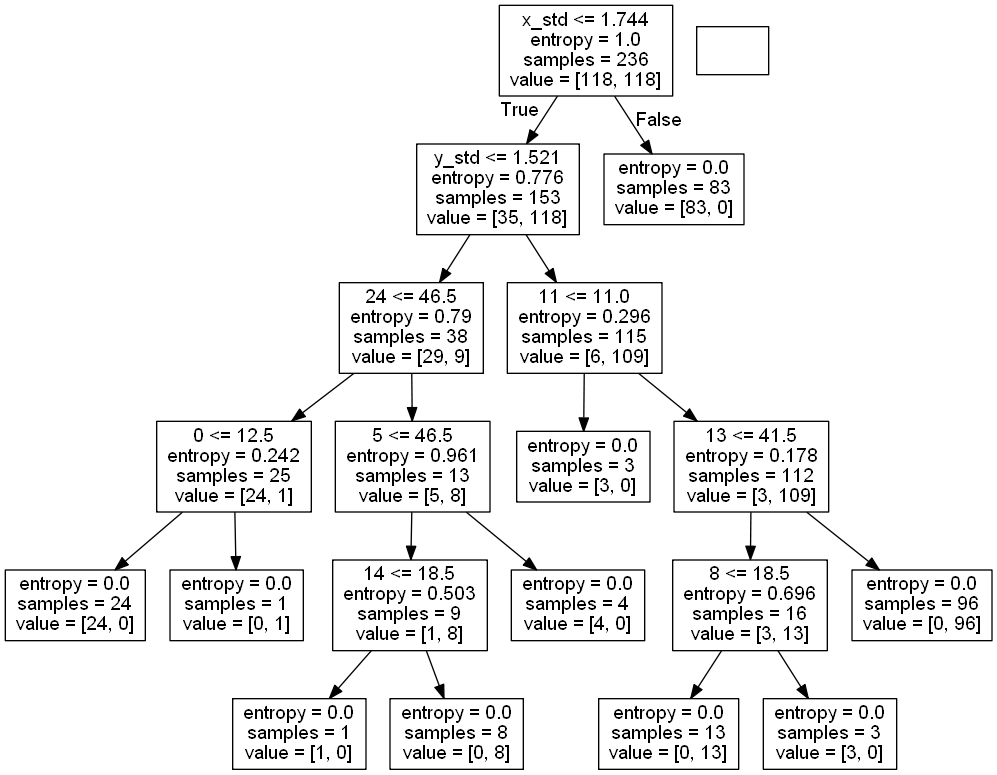 x_std <= 1.744
entropy = 1.0
samples = 236
value = [118, 118]
True
False
y_std <= 1.521
entropy = 0.776
samples = 153
value = [35, 118]
entropy = 0.0
samples = 83
value = [83, 0]
24 <= 46.5
entropy = 0.79
samples = 38
value = [29, 9]
11 <= 11.0
entropy = 0.296
samples = 115
value = [6, 109]
0 <= 12.5
entropy = 0.242
samples = 25
value = [24, 1]
5 <= 46.5
entropy = 0.961
samples = 13
value = [5, 8]
entropy = 0.0
samples = 3
value = [3, 0]
13 <= 41.5
entropy = 0.178
samples = 112
value = [3, 109]
entropy = 0.0
samples = 24
value = [24, 0]
entropy = 0.0
samples = 1
value = [0, 1]
14 <= 18.5
entropy = 0.503
samples = 9
value = [1, 8]
entropy = 0.0
samples = 4
value = [4, 0]
8 <= 18.5
entropy = 0.696
samples = 16
value = [3, 13]
entropy = 0.0
samples = 96
value = [0, 96]
entropy = 0.0
samples = 1
value = [1, 0]
entropy = 0.0
samples = 8
value = [0, 8]
entropy = 0.0
samples = 13
value = [0, 13]
entropy = 0.0
samples = 3
value = [3, 0]